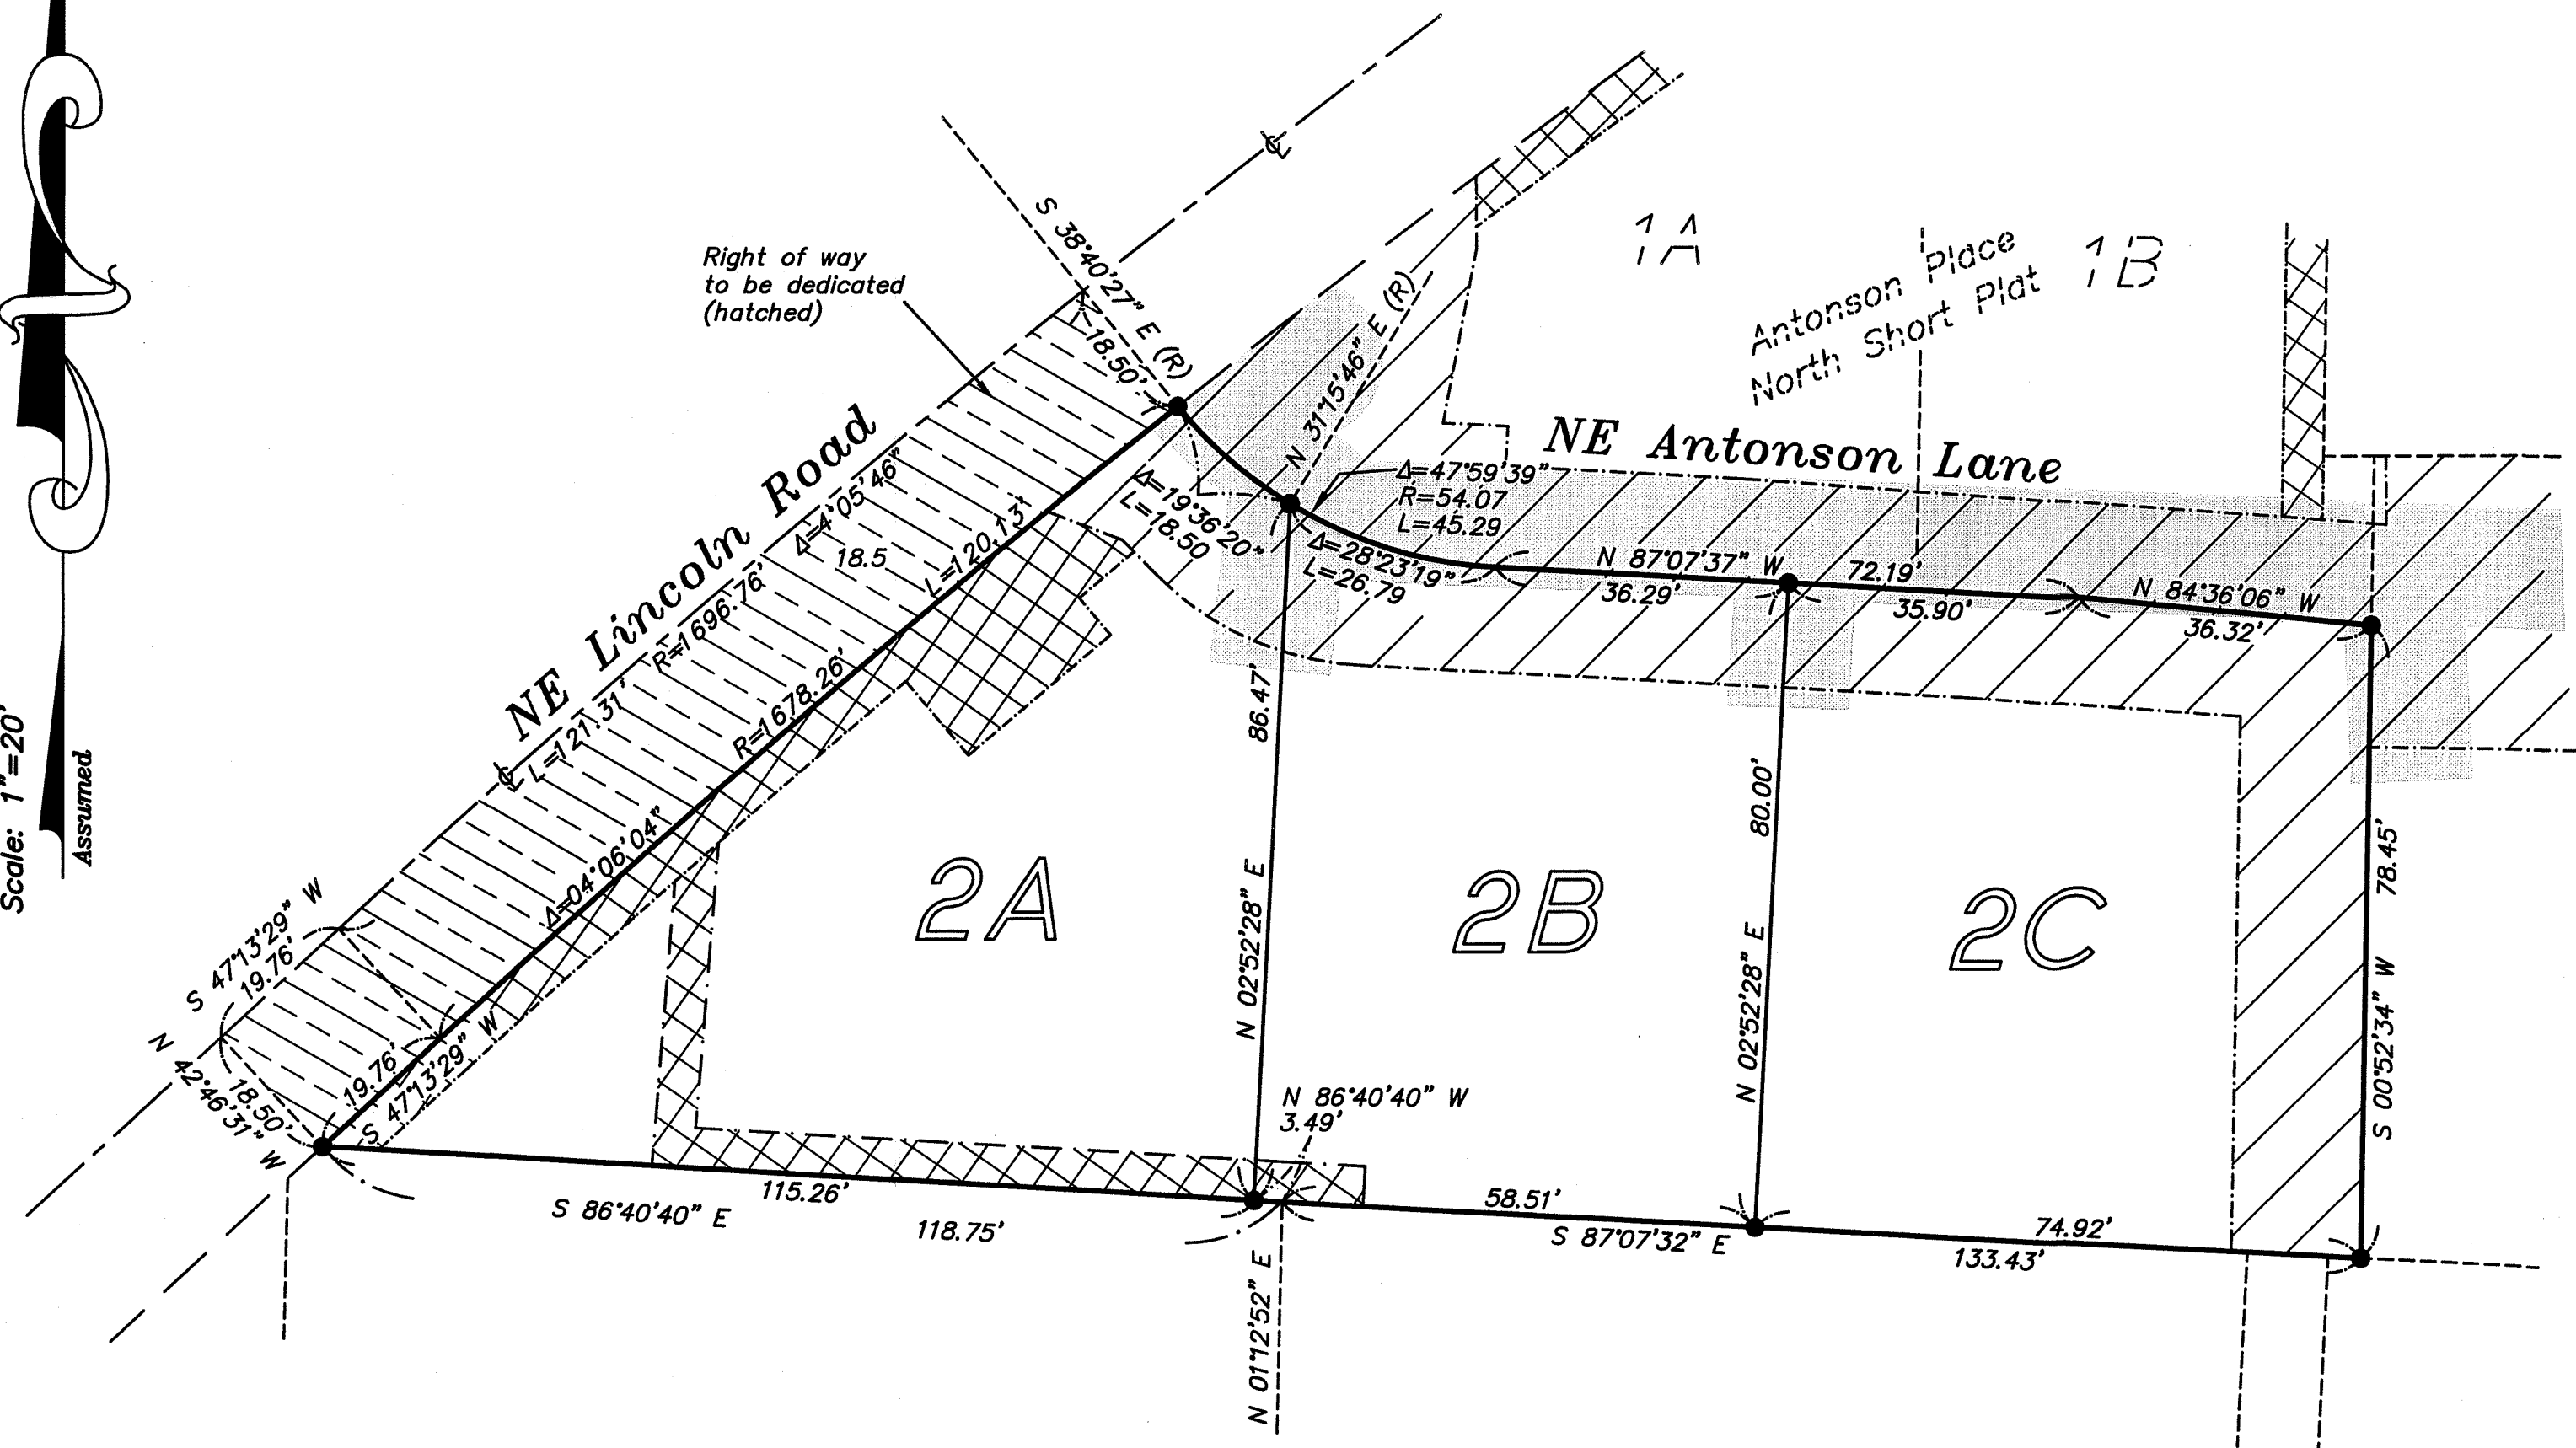 Scale: 1"=20'
Assumed
Right of way
to be dedicated
(hatched)
S 38°40'27" E (R)
18.50'
NE Lincoln Road
Δ=4°05'46"
18.5
R=1696.76'
L=121.31'
L=120.13'
R=1678.26'
Δ=04°06'04"
S 47°13'29" W
19.76'
N 42°46'31" W
18.50'
19.76'
S 47°13'29" W
1A
1B
Antonson Place
North Short Plat
N 31°15'46" E (R)
NE Antonson Lane
Δ=47°59'39"
R=54.07
L=45.29
Δ=19°36'20"
L=18.50
Δ=28°23'19"
L=26.79
N 87°07'37" W
72.19'
36.29'
35.90'
N 84°36'06" W
36.32'
86.47'
N 02°52'28" E
80.00'
N 02°52'28" E
78.45'
S 00°52'34" W
2A
2B
2C
N 86°40'40" W
3.49'
115.26'
S 86°40'40" E
118.75'
58.51'
S 87°07'32" E
74.92'
133.43'
N 01°12'52" E